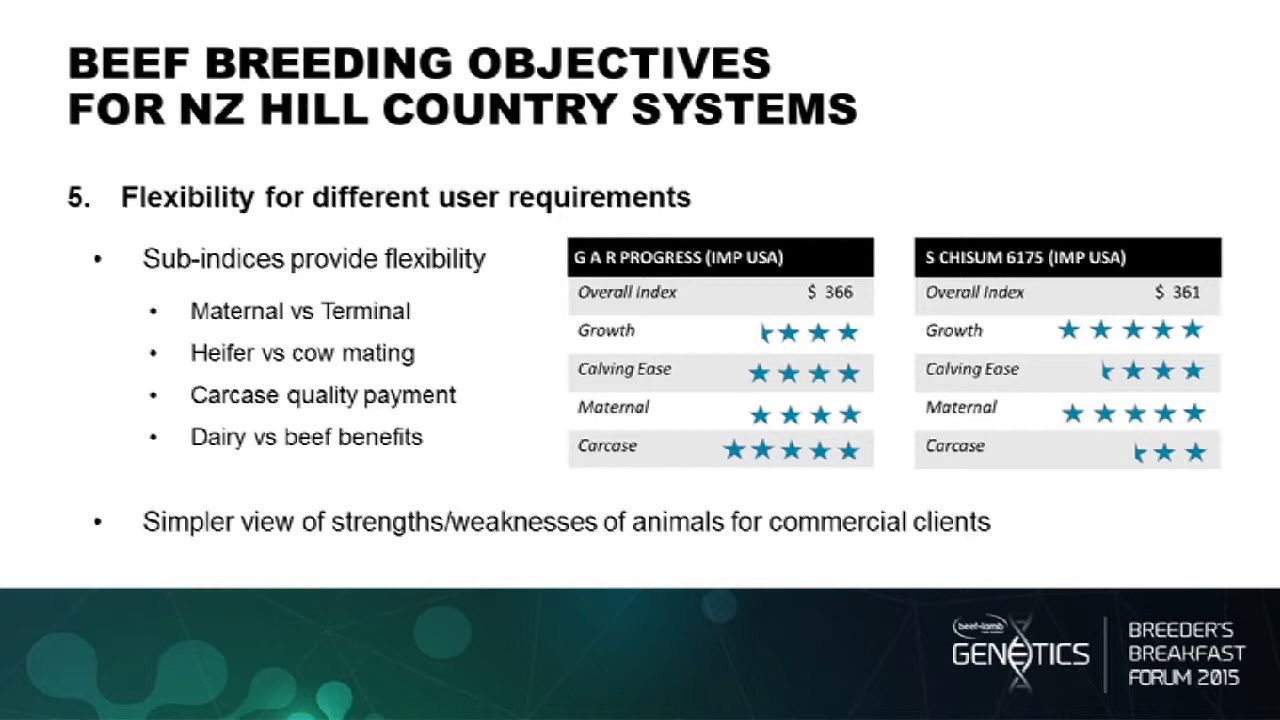 BEEF BREEDING OBJECTIVES
FOR NZ HILL COUNTRY SYSTEMS
5. Flexibility for different user requirements
• Sub-indices provide flexibility
• Maternal vs Terminal
• Heifer vs cow mating
• Carcase quality payment
• Dairy vs beef benefits
G A R PROGRESS (IMP USA)
Overall Index $ 366
Growth
Calving Ease
Maternal
Carcase
S CHISUM 6175 (IMP USA)
Overall Index $ 361
Growth
Calving Ease
Maternal
Carcase
• Simpler view of strengths/weaknesses of animals for commercial clients
beef+lamb
GENETICS
BREEDER'S
BREAKFAST
FORUM 2015